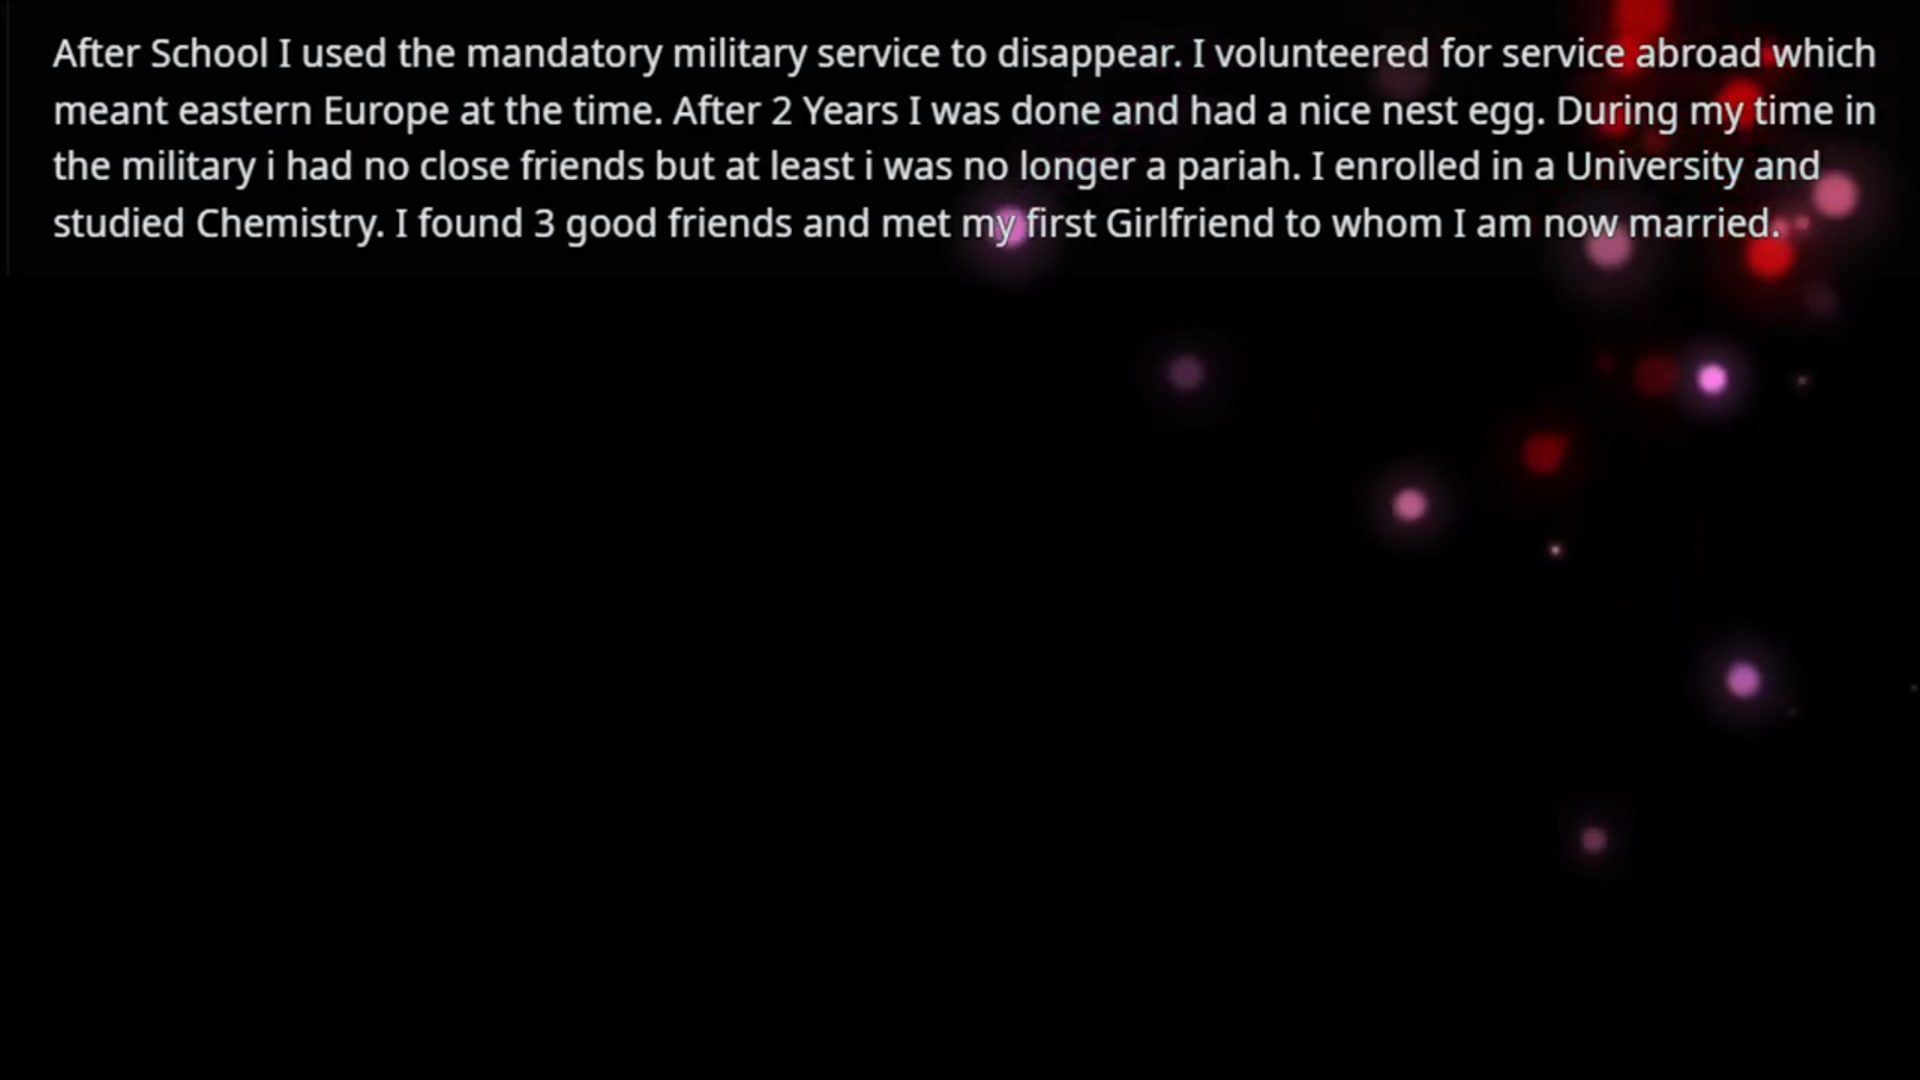 After School I used the mandatory military service to disappear. I volunteered for service abroad which
meant eastern Europe at the time. After 2 Years I was done and had a nice nest egg. During my time in
the military i had no close friends but at least i was no longer a pariah. I enrolled in a University and
studied Chemistry. I found 3 good friends and met my first Girlfriend to whom I am now married.